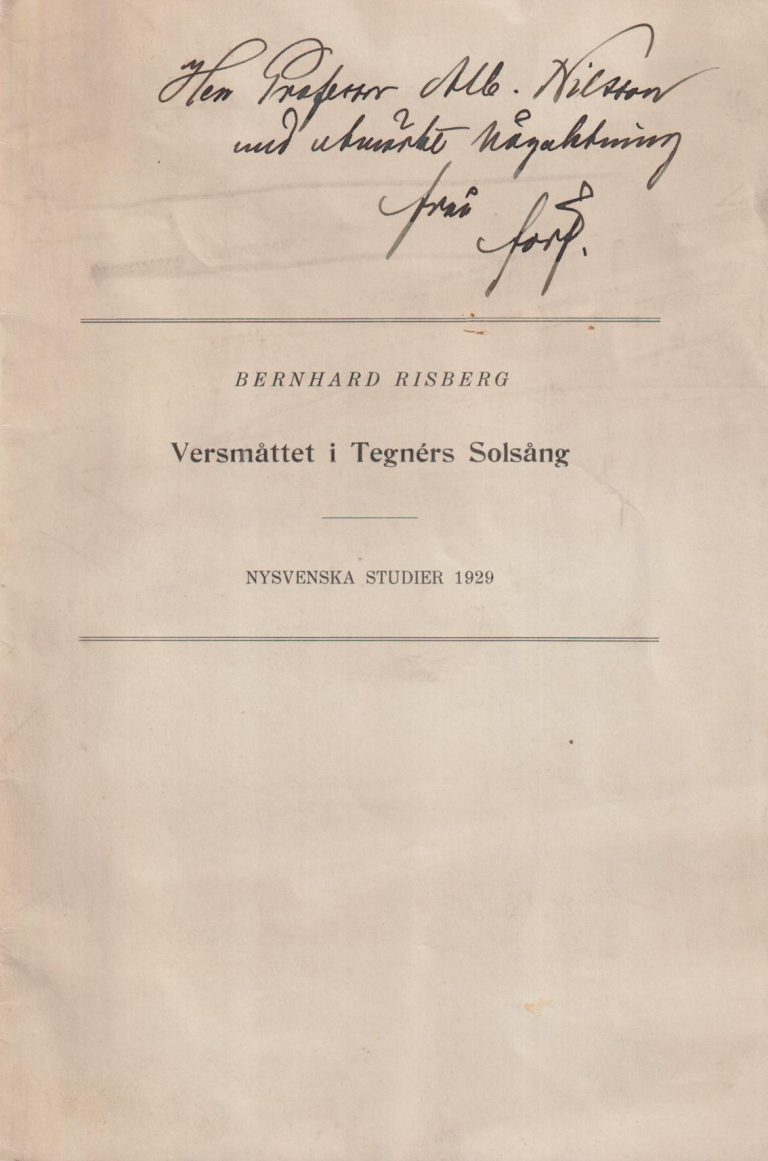 Herr Professor Alb. Nilsson
med utmärkt högaktning
från förf.
BERNHARD RISBERG
Versmåttet i Tegnérs Solsång
NYSVENSKA STUDIER 1929